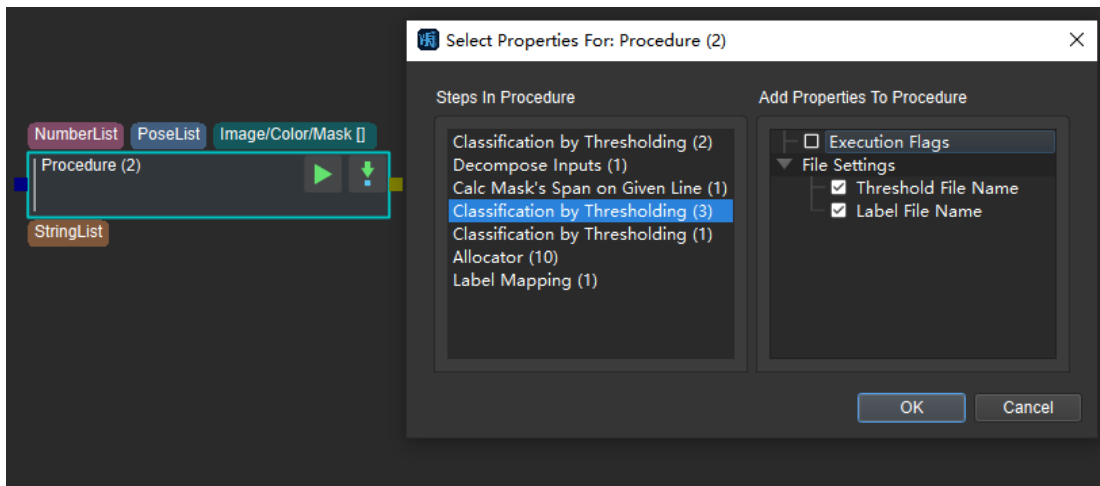 Select Properties For: Procedure (2)
Steps In Procedure
Add Properties To Procedure
NumberList PoseList Image/Color/Mask []
Procedure (2)
StringList
Classification by Thresholding (2)
Decompose Inputs (1)
Calc Mask's Span on Given Line (1)
Classification by Thresholding (3)
Classification by Thresholding (1)
Allocator (10)
Label Mapping (1)
Execution Flags
File Settings
Threshold File Name
Label File Name
OK
Cancel